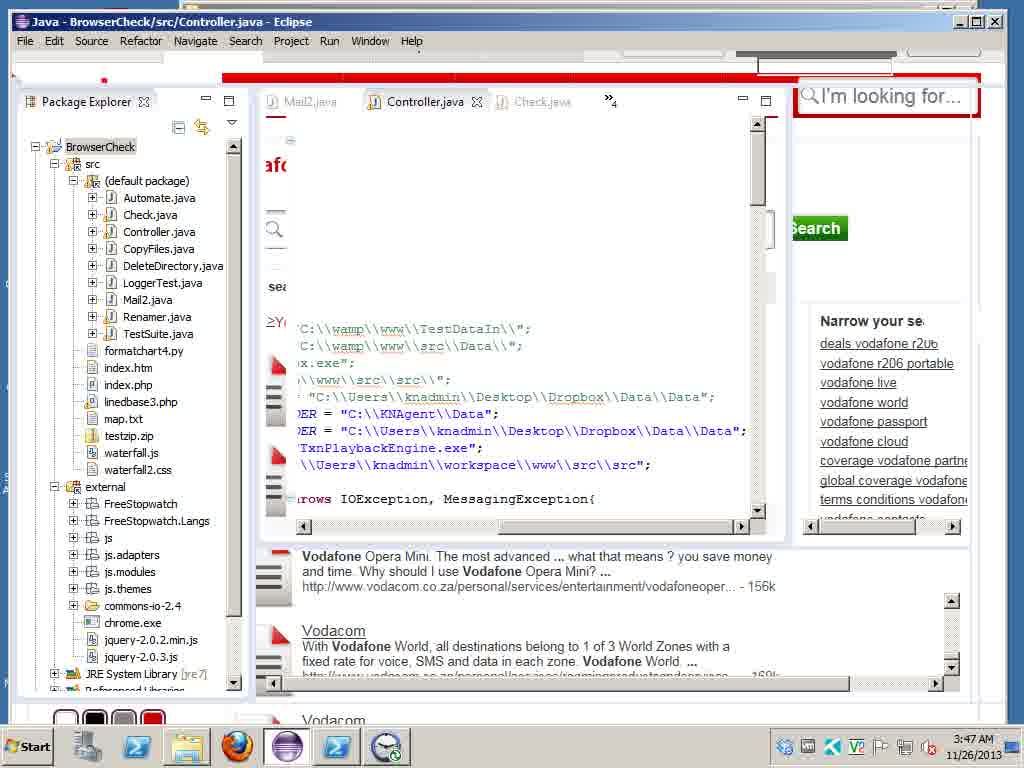 Java - BrowserCheck/src/Controller.java - Eclipse
File Edit Source Refactor Navigate Search Project Run Window Help
Package Explorer
Mail2.java
Controller.java
Check.java
4
I'm looking for...
BrowserCheck
src
(default package)
Automate.java
Check.java
Controller.java
CopyFiles.java
DeleteDirectory.java
LoggerTest.java
Mail2.java
Renamer.java
TestSuite.java
formatchart4.py
index.htm
index.php
linedbase3.php
map.txt
testzip.zip
waterfall.js
waterfall2.css
external
FreeStopwatch
FreeStopwatch.Langs
js
js.adapters
js.modules
js.themes
commons-io-2.4
chrome.exe
jquery-2.0.2.min.js
jquery-2.0.3.js
JRE System Library [jre7]
Referenced Libraries
afo
sea
≥Yo
C:\\wamp\\www\\TestDataIn\\";
C:\\wamp\\www\\src\\Data\\";
x.exe";
\\www\\src\\src\\";
= "C:\\Users\\knadmin\\Desktop\\Dropbox\\Data\\Data";
DER = "C:\\KNAgent\\Data";
DER = "C:\\Users\\knadmin\\Desktop\\Dropbox\\Data\\Data";
TxnPlaybackEngine.exe";
\\Users\\knadmin\\workspace\\www\\src\\src";
rows IOException, MessagingException{
Search
Narrow your se
deals vodafone r206
vodafone r206 portable
vodafone live
vodafone world
vodafone passport
vodafone cloud
coverage vodafone partne
global coverage vodafone
terms conditions vodafon
vodafone contacts
Vodafone Opera Mini. The most advanced ... what that means ? you save money
and time. Why should I use Vodafone Opera Mini? ...
http://www.vodacom.co.za/personal/services/entertainment/vodafoneoper... - 156k
Vodacom
With Vodafone World, all destinations belong to 1 of 3 World Zones with a
fixed rate for voice, SMS and data in each zone. Vodafone World. ...
Vodacom
Start
V2
3:47 AM
11/26/2013